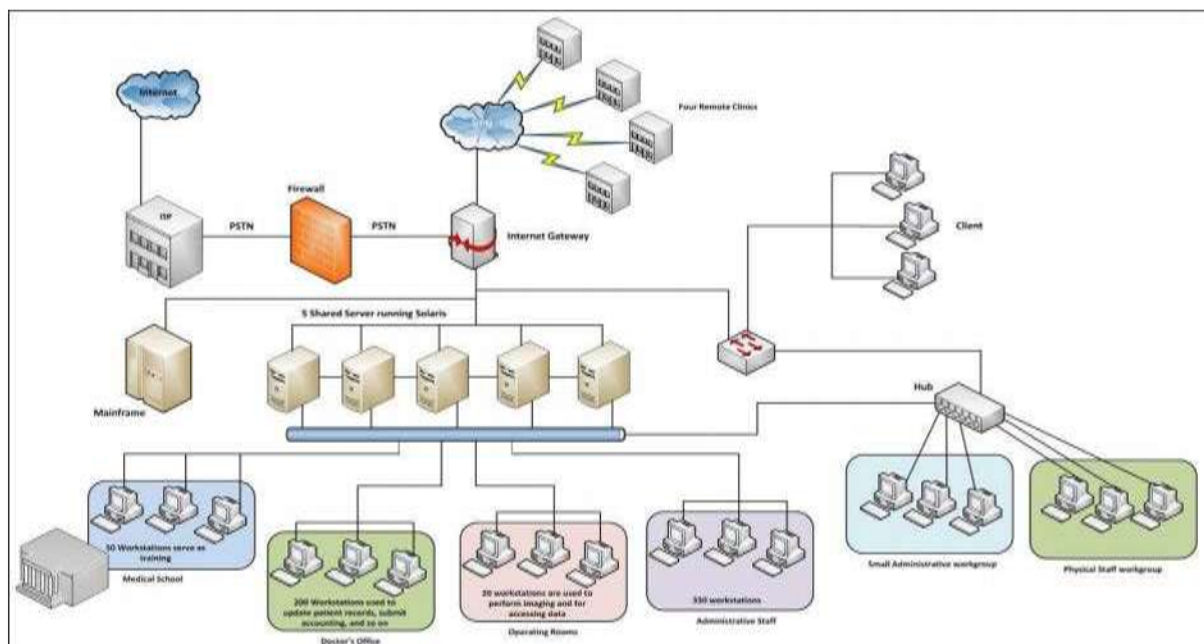 Internet
Four Remote Clinics
Firewall
ISP
PSTN
PSTN
Internet Gateway
Client
5 Shared Server running Solaris
Mainframe
Hub
50 Workstations serve as
training
Medical School
200 Workstations used to
update patient records, submit
accounting, and so on
Doctor's Office
20 workstations are used to
perform imaging and for
accessing data
Operating Rooms
550 workstations
Administrative Staff
Small Administrative workgroup
Physical Staff workgroup